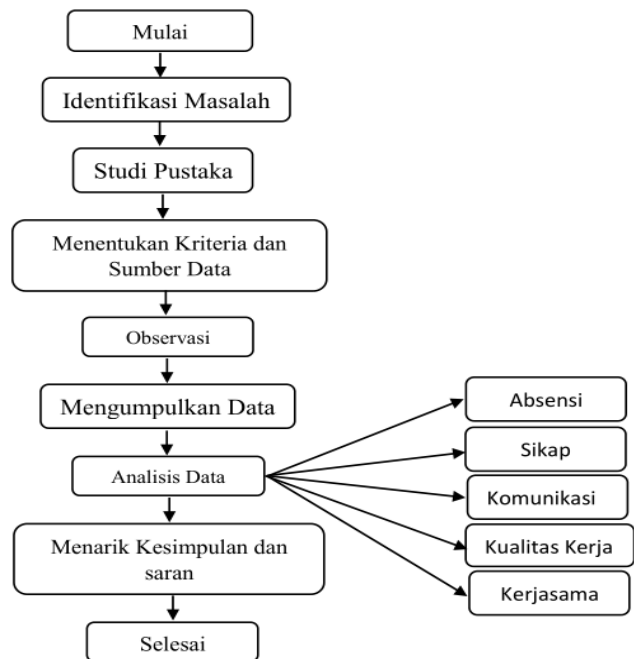 Mulai
Identifikasi Masalah
Studi Pustaka
Menentukan Kriteria dan
Sumber Data
Observasi
Mengumpulkan Data
Analisis Data
Menarik Kesimpulan dan
saran
Selesai
Absensi
Sikap
Komunikasi
Kualitas Kerja
Kerjasama